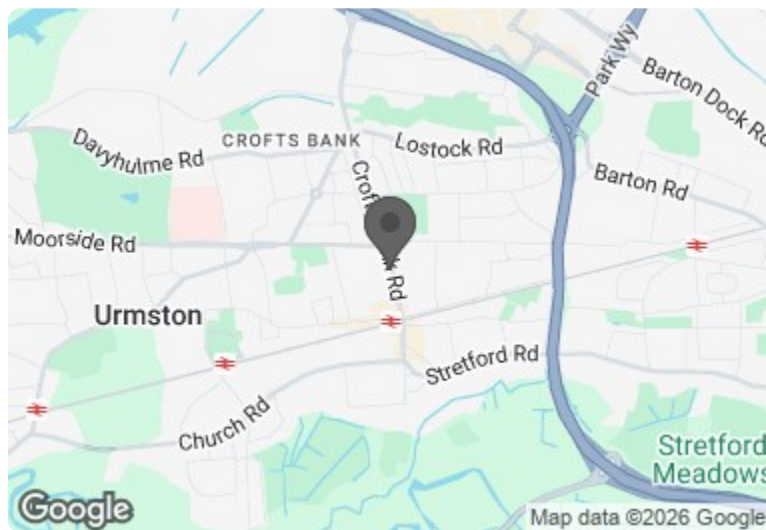 Park Wy
Barton Dock Rd
Davyhulme Rd
CROFTS BANK
Lostock Rd
Barton Rd
Moorside Rd
Rd
Urmston
Stretford Rd
Church Rd
Stretford
Meadows
Google
Map data ©2026 Google